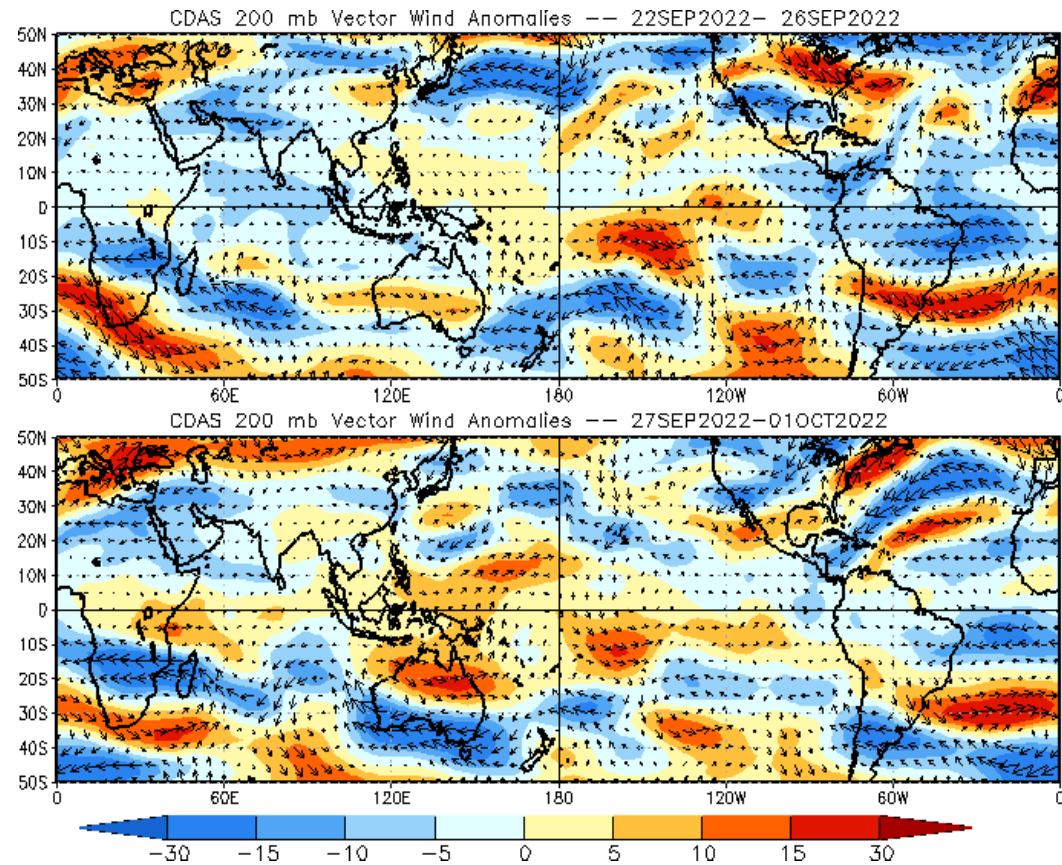 CDAS 200 mb Vector Wind Anomalies -- 22SEP2022- 26SEP2022
50N
40N
30N
20N
10N
0
10S
20S
30S
40S
50S
0 60E 120E 180 120W 60W 0
CDAS 200 mb Vector Wind Anomalies -- 27SEP2022-01OCT2022
50N
40N
30N
20N
10N
0
10S
20S
30S
40S
50S
0 60E 120E 180 120W 60W 0
-30 -15 -10 -5 0 5 10 15 30